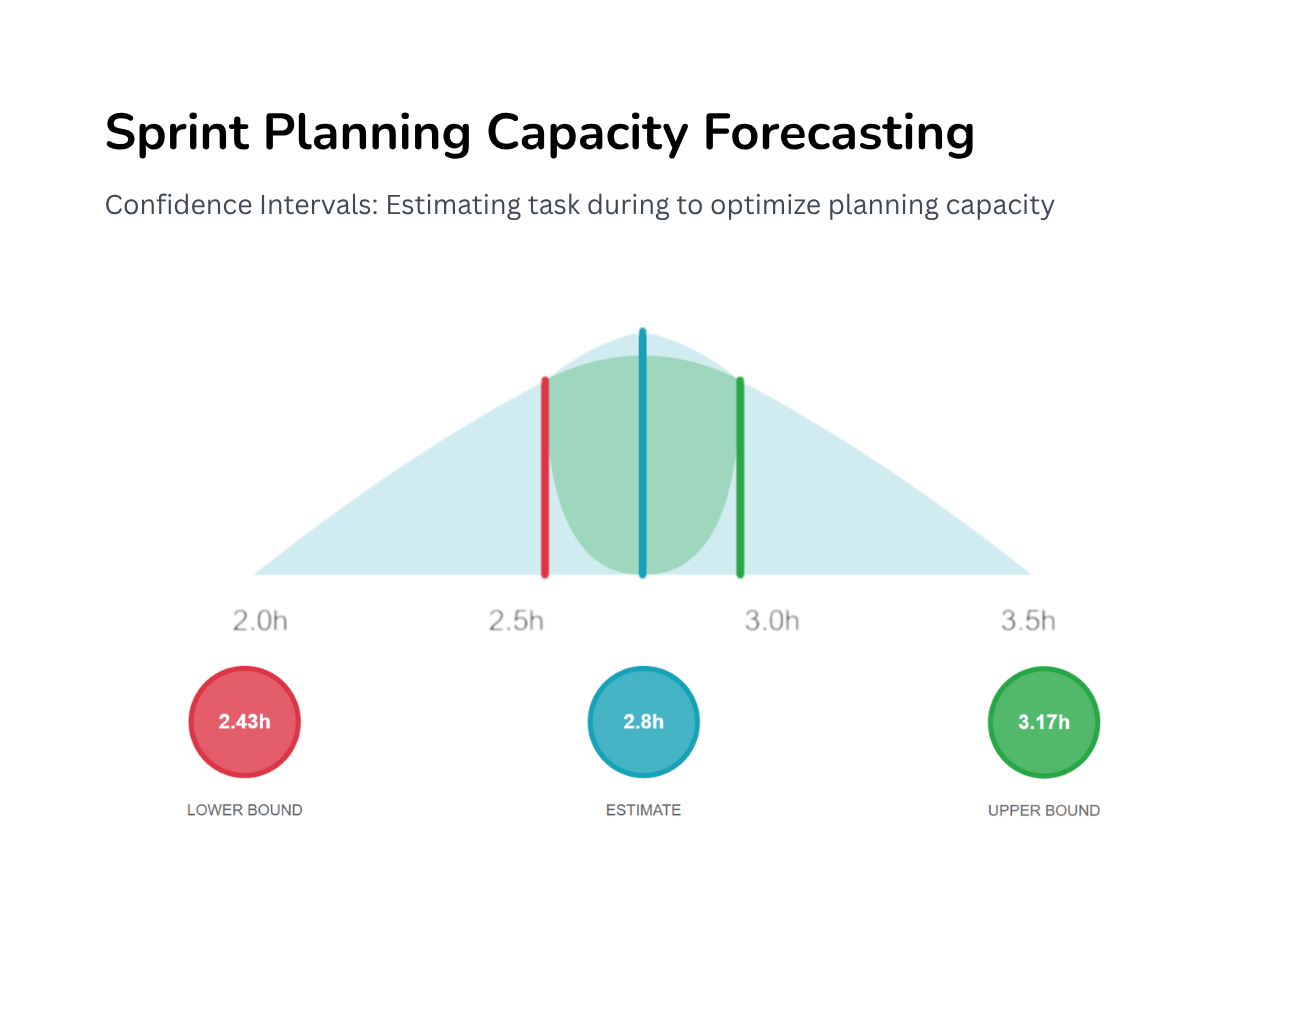 Sprint Planning Capacity Forecasting
Confidence Intervals: Estimating task during to optimize planning capacity
2.0h 2.5h 3.0h 3.5h
2.43h 2.8h 3.17h
LOWER BOUND ESTIMATE UPPER BOUND